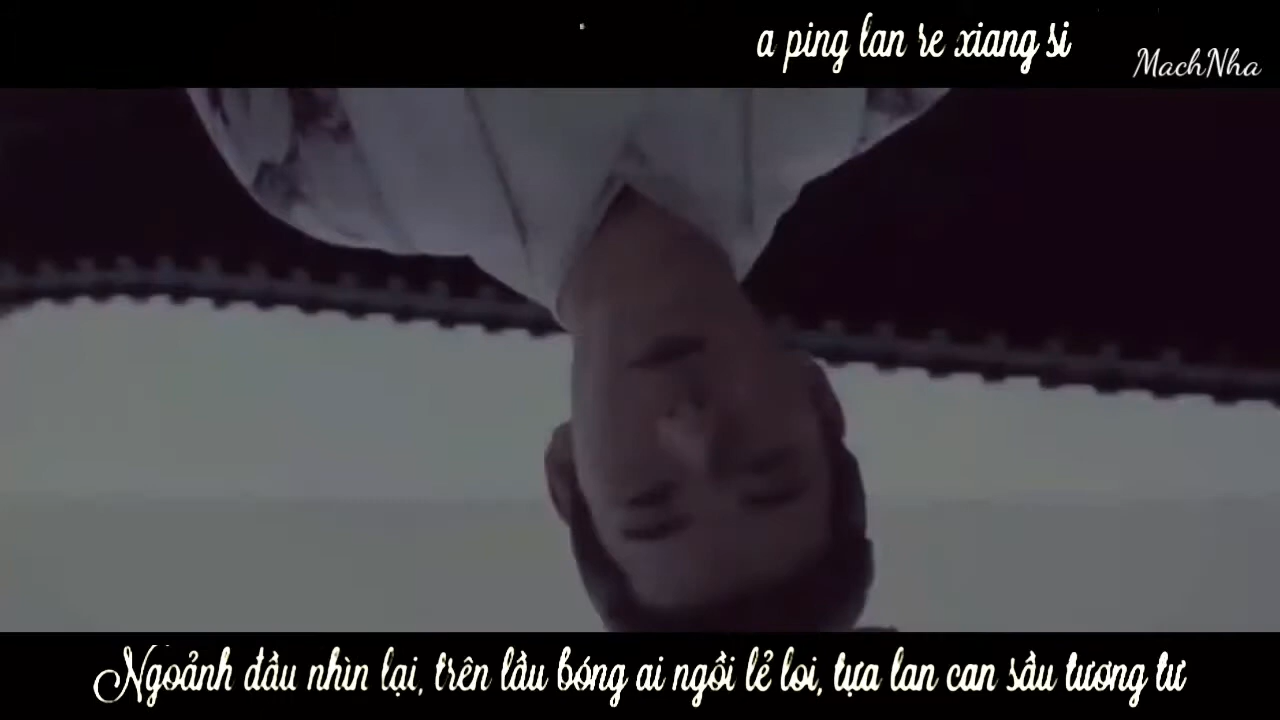 a ping lan re xiang si
MachNha
Ngoảnh đầu nhìn lại, trên lầu bóng ai ngồi lẻ loi, tựa lan can sầu tương tư